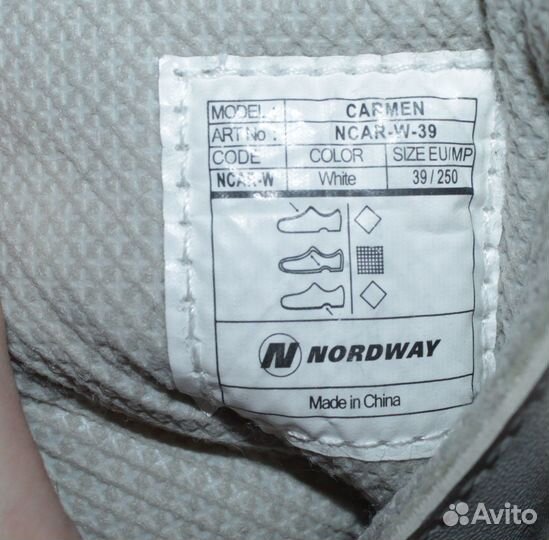 MODEL : CARMEN
ART No : NCAR-W-39
CODE COLOR SIZE EU/MP
NCAR-W White 39 / 250
N NORDWAY
Made in China
Avito